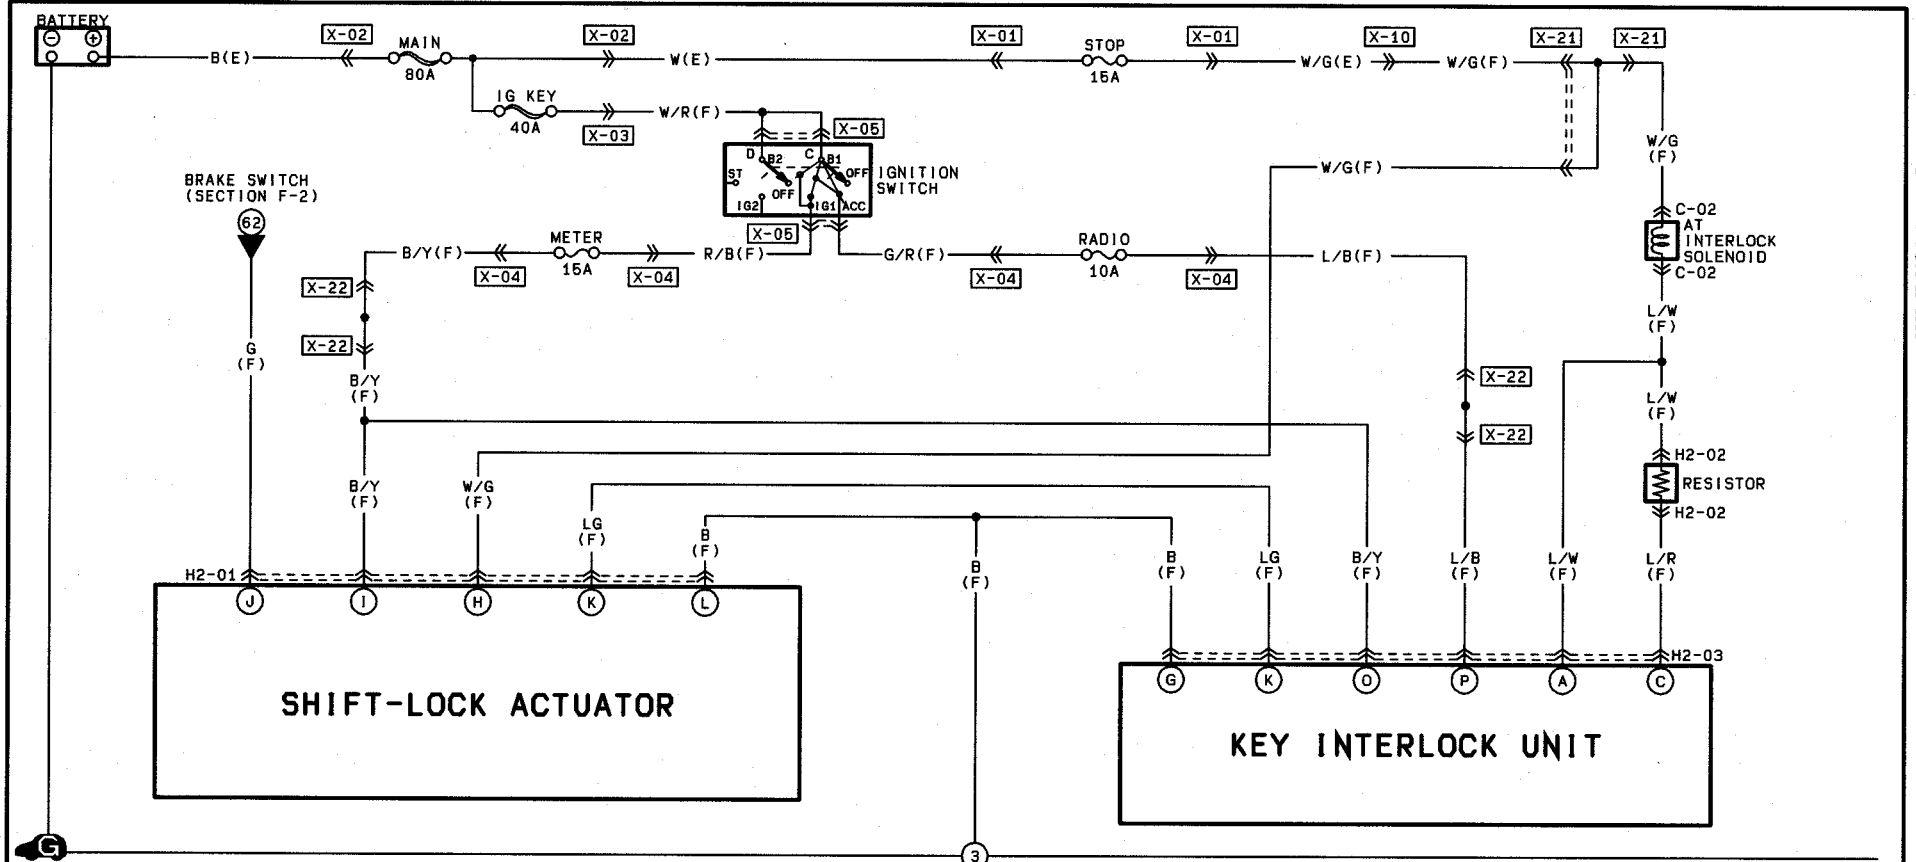 BATTERY
B(E)
X-02
MAIN
80A
X-02
W(E)
X-01
STOP
15A
X-01
W/G(E)
X-10
W/G(F)
X-21
X-21
IG KEY
40A
X-03
W/R(F)
X-05
D
B2
C
B1
ST
OFF
OFF
IG2
IG1
ACC
IGNITION
SWITCH
X-05
W/G(F)
W/G
(F)
C-02
AT
INTERLOCK
SOLENOID
C-02
BRAKE SWITCH
(SECTION F-2)
62
B/Y(F)
X-04
METER
15A
X-04
R/B(F)
G/R(F)
X-04
RADIO
10A
X-04
L/B(F)
X-22
X-22
G
(F)
B/Y
(F)
L/W
(F)
X-22
X-22
L/W
(F)
H2-02
RESISTOR
H2-02
B/Y
(F)
W/G
(F)
LG
(F)
B
(F)
B
(F)
B
(F)
LG
(F)
B/Y
(F)
L/B
(F)
L/W
(F)
L/R
(F)
H2-01
J
I
H
K
L
H2-03
G
K
O
P
A
C
SHIFT-LOCK ACTUATOR
KEY INTERLOCK UNIT
G
3